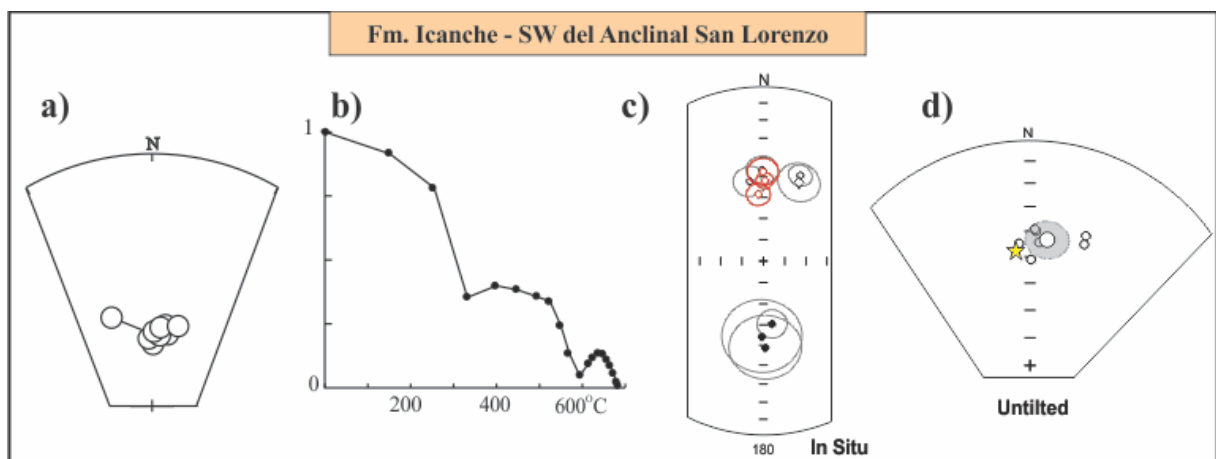 Fm. Icanche - SW del Anclinal San Lorenzo
a)
b)
c)
d)
N
1
0
200
400
600°C
N
180
In Situ
N
Untilted